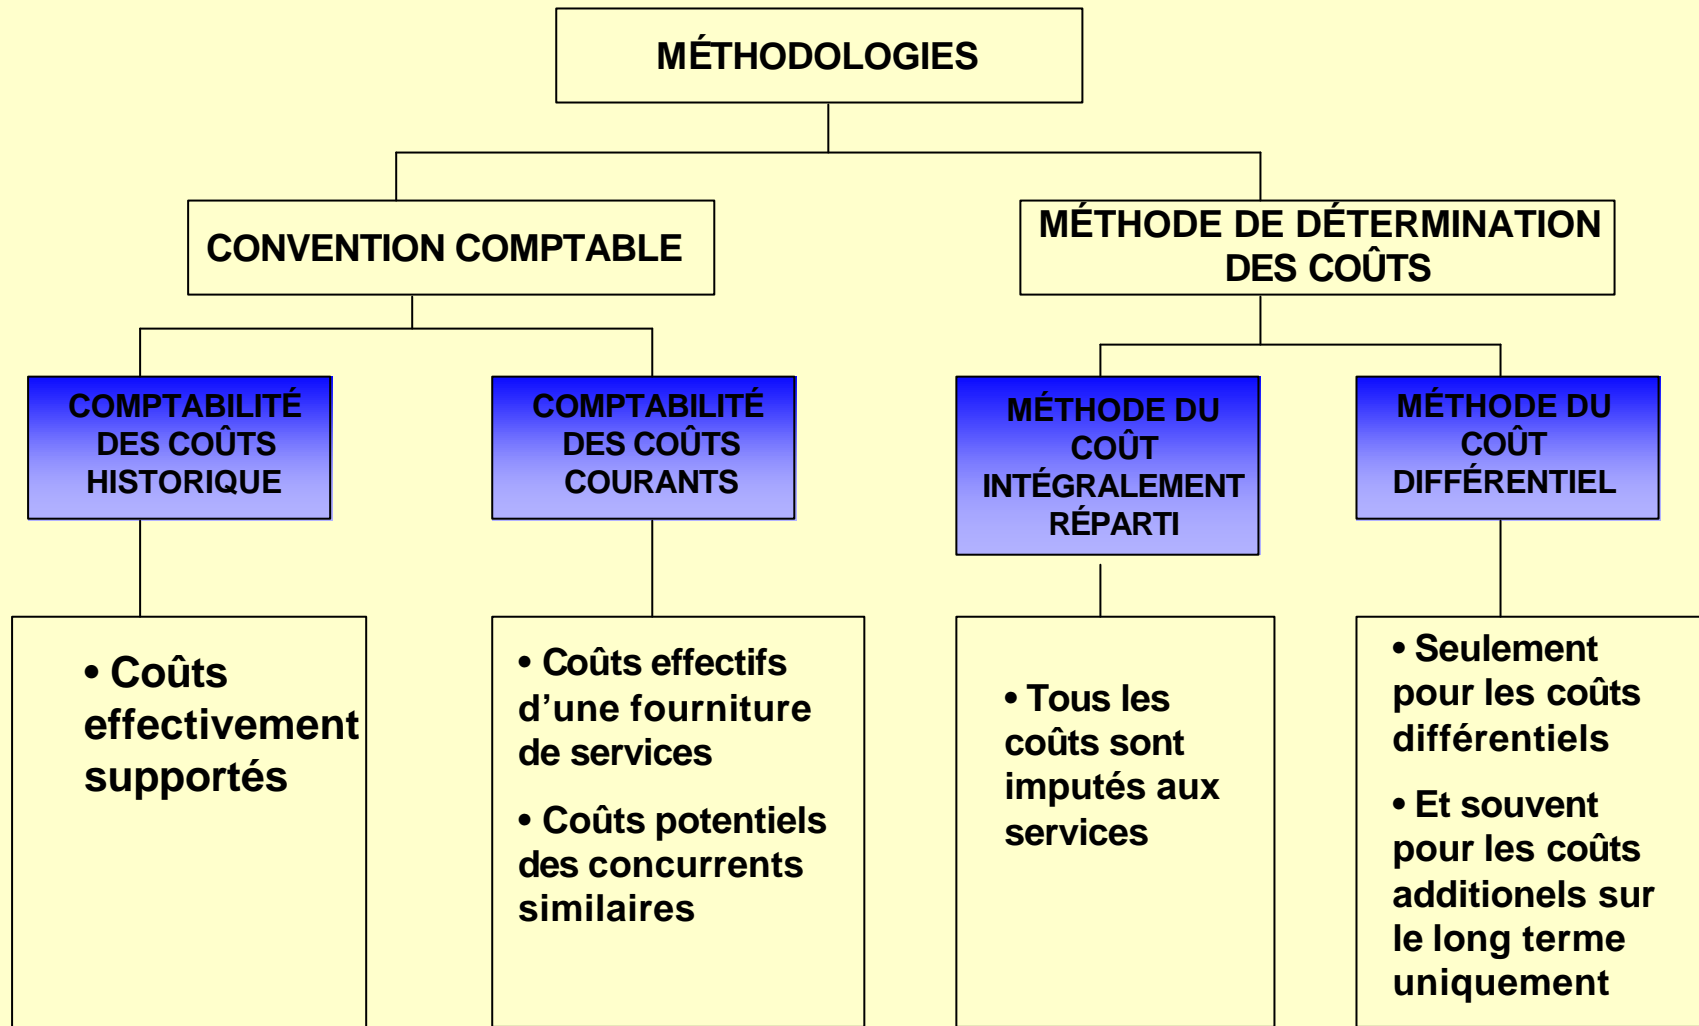 MÉTHODOLOGIES
CONVENTION COMPTABLE
MÉTHODE DE DÉTERMINATION
DES COÛTS
COMPTABILITÉ
DES COÛTS
HISTORIQUE
COMPTABILITÉ
DES COÛTS
COURANTS
MÉTHODE DU
COÛT
INTÉGRALEMENT
RÉPARTI
MÉTHODE DU
COÛT
DIFFÉRENTIEL
• Coûts
effectivement
supportés
• Coûts effectifs
d’une fourniture
de services
• Coûts potentiels
des concurrents
similaires
• Tous les
coûts sont
imputés aux
services
• Seulement
pour les coûts
différentiels
• Et souvent
pour les coûts
additionels sur
le long terme
uniquement